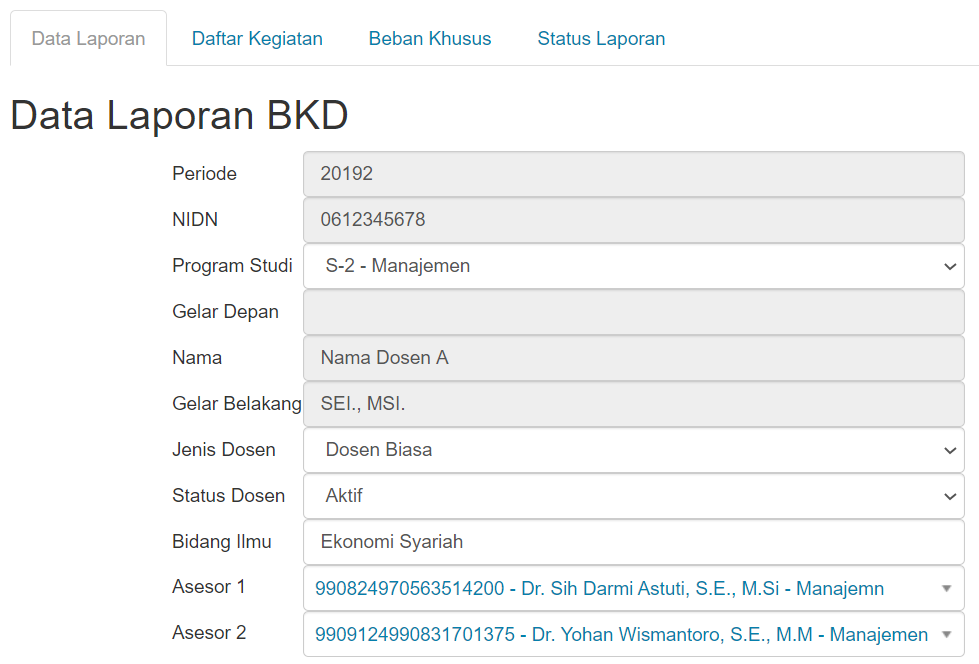 Data Laporan Daftar Kegiatan Beban Khusus Status Laporan
Data Laporan BKD
Periode 20192
NIDN 0612345678
Program Studi S-2 - Manajemen
Gelar Depan
Nama Nama Dosen A
Gelar Belakang SEI., MSI.
Jenis Dosen Dosen Biasa
Status Dosen Aktif
Bidang Ilmu Ekonomi Syariah
Asesor 1 990824970563514200 - Dr. Sih Darmi Astuti, S.E., M.Si - Manajemn
Asesor 2 9909124990831701375 - Dr. Yohan Wismantoro, S.E., M.M - Manajemen